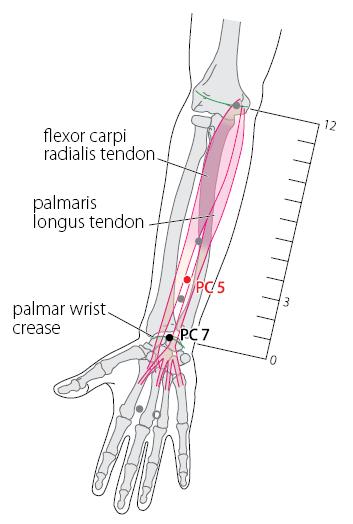 12
flexor carpi
radialis tendon
palmaris
longus tendon
PC 5
3
palmar wrist
crease
PC 7
0